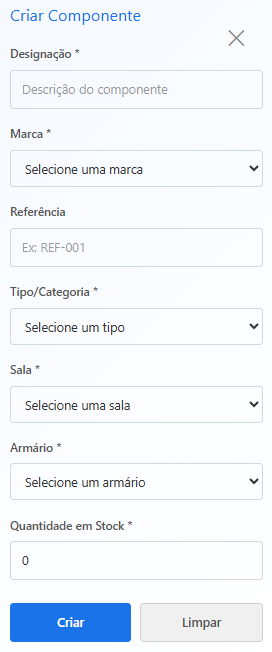 Criar Componente
Designação *
Descrição do componente
Marca *
Selecione uma marca
Referência
Ex: REF-001
Tipo/Categoria *
Selecione um tipo
Sala *
Selecione uma sala
Armário *
Selecione um armário
Quantidade em Stock *
0
Criar
Limpar